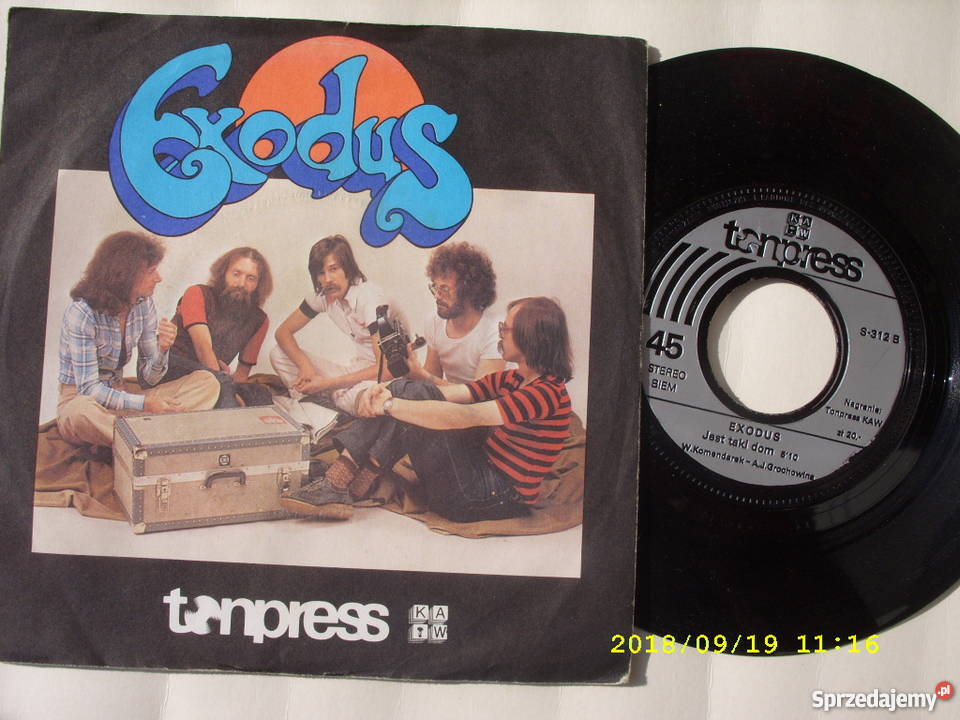 Exodus
tonpress
KA
W
KA
W
tonpress
S-312 B
45
STEREO
BIEM
Nagranie:
Tonpress KAW
zł 20,-
EXODUS
Jest taki dom 5'10
W.Komendarek-A.J.Grochowina
2018/09/19 11:16
Sprzedajemy.pl